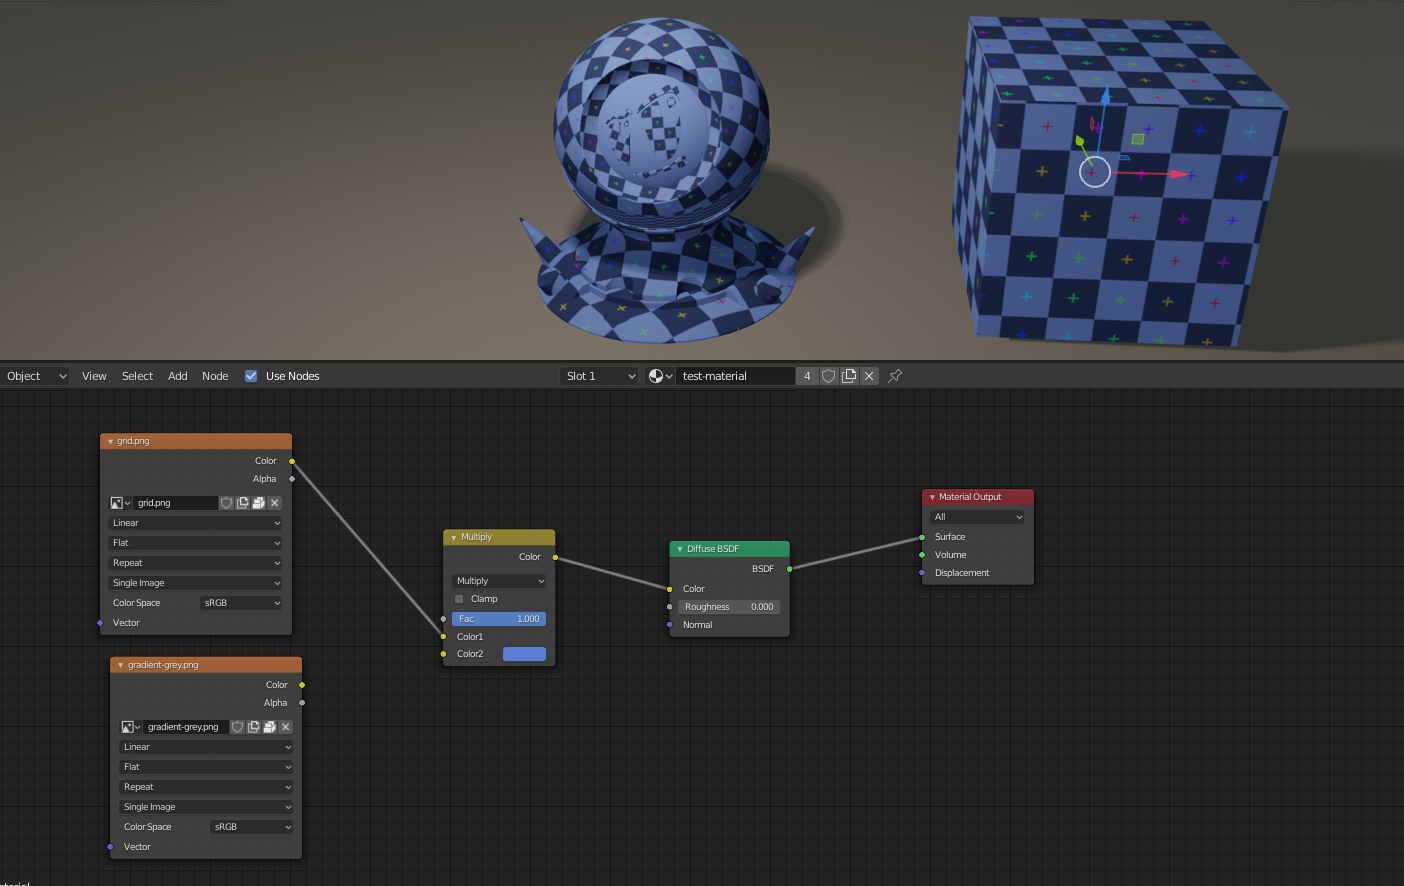 Object View Select Add Node Use Nodes Slot 1 test-material 4
grid.png
Color
Alpha
grid.png
Linear
Flat
Repeat
Single Image
Color Space sRGB
Vector
gradient-grey.png
Color
Alpha
gradient-grey.png
Linear
Flat
Repeat
Single Image
Color Space sRGB
Vector
Multiply
Color
Multiply
Clamp
Fac 1.000
Color1
Color2
Diffuse BSDF
BSDF
Color
Roughness 0.000
Normal
Material Output
All
Surface
Volume
Displacement